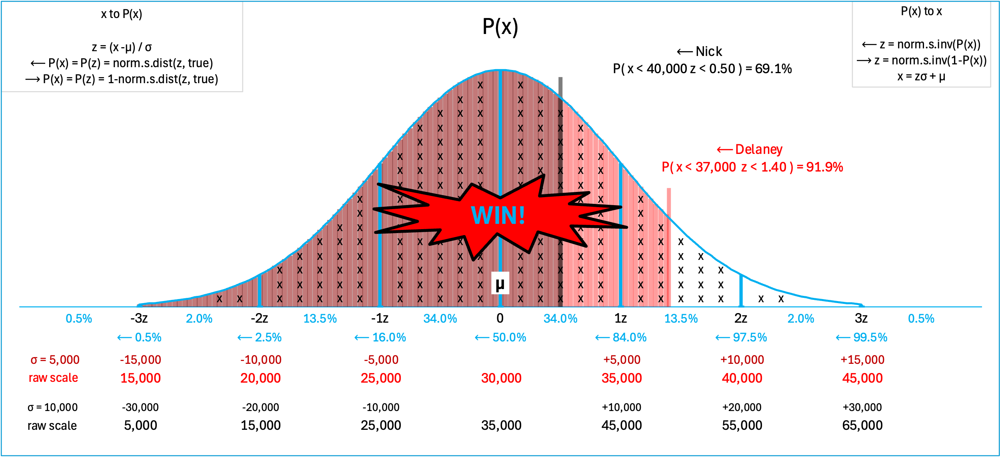 x to P(x)
z = (x -µ) / σ
← P(x) = P(z) = norm.s.dist(z, true)
→ P(x) = P(z) = 1-norm.s.dist(z, true)
P(x)
P(x) to x
← z = norm.s.inv(P(x))
→ z = norm.s.inv(1-P(x))
x = zσ + µ
← Nick
P( x < 40,000 z < 0.50 ) = 69.1%
← Delaney
P( x < 37,000 z < 1.40 ) = 91.9%
WIN!
µ
0.5% -3z 2.0% -2z 13.5% -1z 34.0% 0 34.0% 1z 13.5% 2z 2.0% 3z 0.5%
← 0.5% ← 2.5% ← 16.0% ← 50.0% ← 84.0% ← 97.5% ← 99.5%
σ = 5,000 -15,000 -10,000 -5,000 +5,000 +10,000 +15,000
raw scale 15,000 20,000 25,000 30,000 35,000 40,000 45,000
σ = 10,000 -30,000 -20,000 -10,000 +10,000 +20,000 +30,000
raw scale 5,000 15,000 25,000 35,000 45,000 55,000 65,000